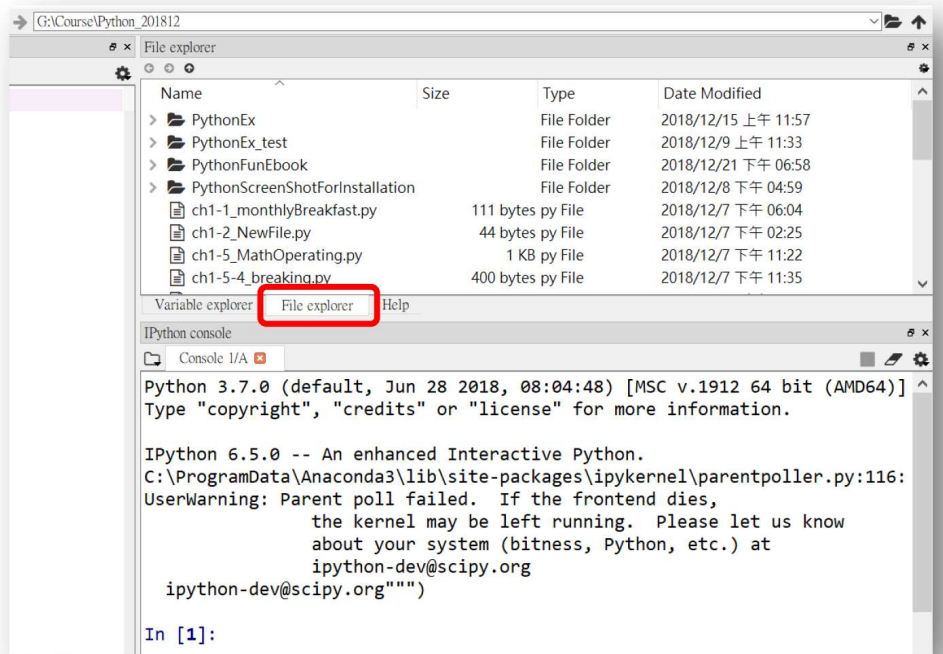 G:\Course\Python_201812
File explorer
Name Size Type Date Modified
PythonEx File Folder 2018/12/15 上午 11:57
PythonEx_test File Folder 2018/12/9 上午 11:33
PythonFunEbook File Folder 2018/12/21 下午 06:58
PythonScreenShotForInstallation File Folder 2018/12/8 下午 04:59
ch1-1_monthlyBreakfast.py 111 bytes py File 2018/12/7 下午 06:04
ch1-2_NewFile.py 44 bytes py File 2018/12/7 下午 02:25
ch1-5_MathOperating.py 1 KB py File 2018/12/7 下午 11:22
ch1-5-4_breaking.py 400 bytes py File 2018/12/7 下午 11:35
Variable explorer File explorer Help
IPython console
Console 1/A
Python 3.7.0 (default, Jun 28 2018, 08:04:48) [MSC v.1912 64 bit (AMD64)]
Type "copyright", "credits" or "license" for more information.
IPython 6.5.0 -- An enhanced Interactive Python.
C:\ProgramData\Anaconda3\lib\site-packages\ipykernel\parentpoller.py:116:
UserWarning: Parent poll failed.  If the frontend dies,
the kernel may be left running.  Please let us know
about your system (bitness, Python, etc.) at
ipython-dev@scipy.org
ipython-dev@scipy.org""")
In [1]: